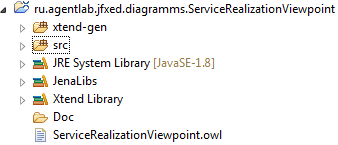 ru.agentlab.jfxed.diagramms.ServiceRealizationViewpoint
xtend-gen
src
JRE System Library [JavaSE-1.8]
JenaLibs
Xtend Library
Doc
ServiceRealizationViewpoint.owl